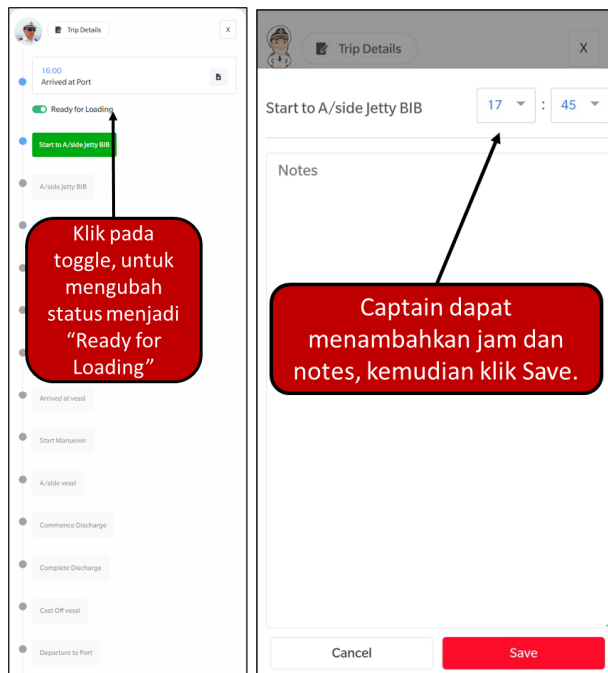 Trip Details
X
16:00
Arrived at Port
Ready for Loading
Start to A/side Jetty BIB
A/side Jetty BIB
Klik pada
toggle, untuk
mengubah
status menjadi
“Ready for
Loading”
Arrived at vessl
Start Manuever
A/side vessl
Commence Discharge
Complete Discharge
Cast Off vessl
Departure to Port
Trip Details
X
Start to A/side Jetty BIB
17 : 45
Notes
Captain dapat
menambahkan jam dan
notes, kemudian klik Save.
Cancel
Save